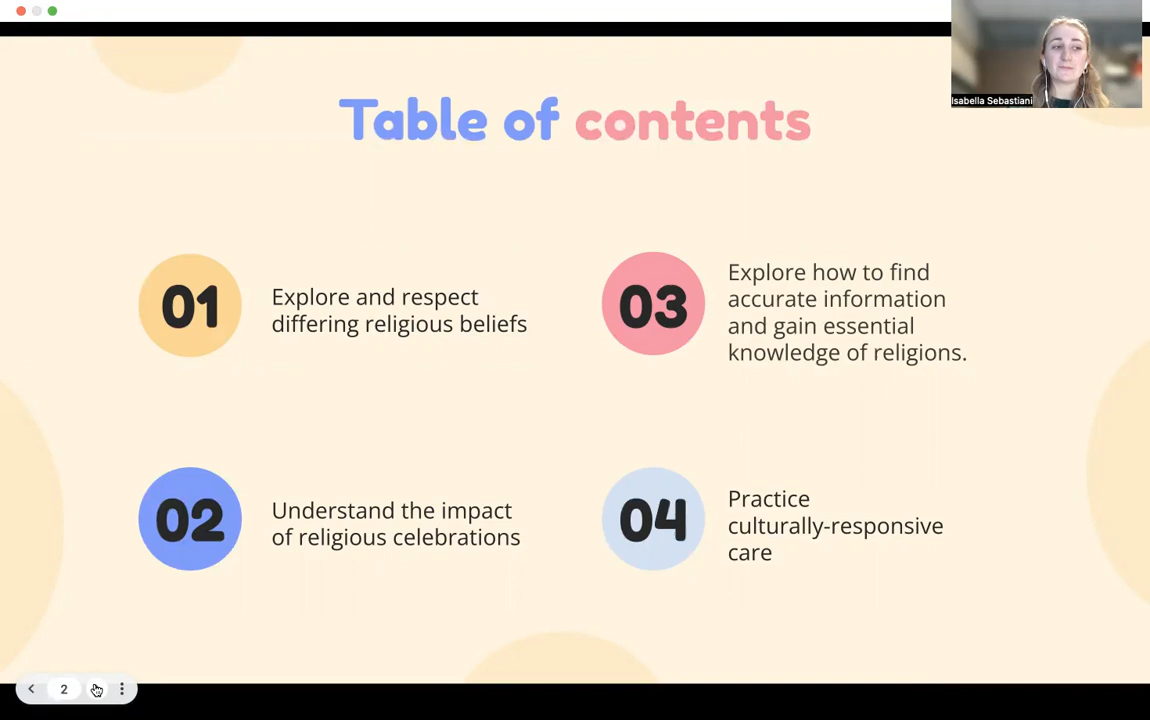 Isabella Sebastiani
Table of contents
01
Explore and respect
differing religious beliefs
02
Understand the impact
of religious celebrations
03
Explore how to find
accurate information
and gain essential
knowledge of religions.
04
Practice
culturally-responsive
care
2